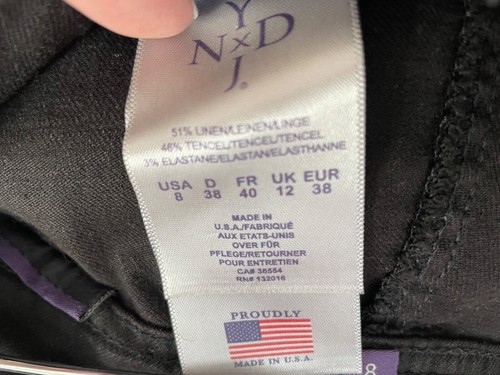 Y
N x D
J®
51% LINEN/LEINEN/LINGE
46% TENCEL/TENCEL/TENCEL
3% ELASTANE/ELASTAN/ELASTHANNE
USA D FR UK EUR
8 38 40 12 38
MADE IN
U.S.A./FABRIQUÉ
AUX ETATS-UNIS
OVER FÜR
PFLEGE/RETOURNER
POUR ENTRETIEN
CA# 36554
RN# 132016
PROUDLY
MADE IN U.S.A.
8